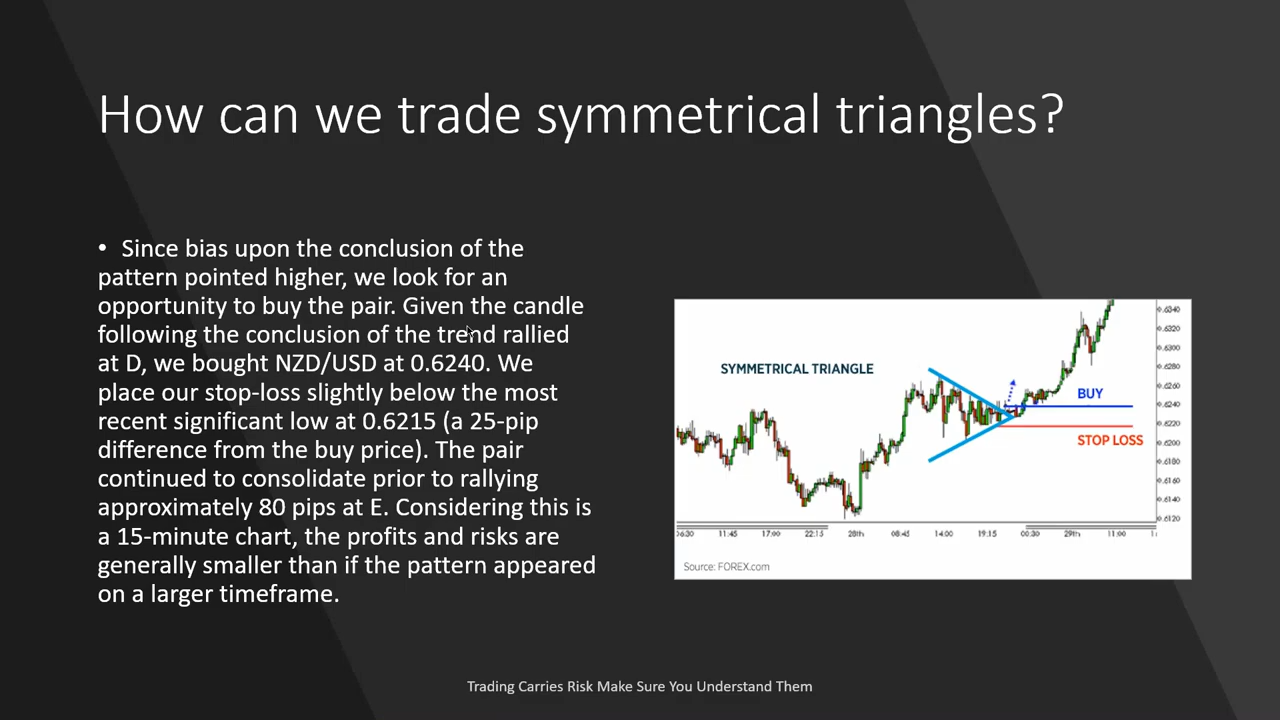 How can we trade symmetrical triangles?
• Since bias upon the conclusion of the
pattern pointed higher, we look for an
opportunity to buy the pair. Given the candle
following the conclusion of the trend rallied
at D, we bought NZD/USD at 0.6240. We
place our stop-loss slightly below the most
recent significant low at 0.6215 (a 25-pip
difference from the buy price). The pair
continued to consolidate prior to rallying
approximately 80 pips at E. Considering this is
a 15-minute chart, the profits and risks are
generally smaller than if the pattern appeared
on a larger timeframe.
SYMMETRICAL TRIANGLE
BUY
STOP LOSS
0.6340
0.6320
0.6300
0.6280
0.6260
0.6240
0.6220
0.6200
0.6180
0.6160
0.6140
0.6120
11:45 17:00 22:15 28th 08:45 14:00 19:15 00:30 29th 11:00
Source: FOREX.com
Trading Carries Risk Make Sure You Understand Them